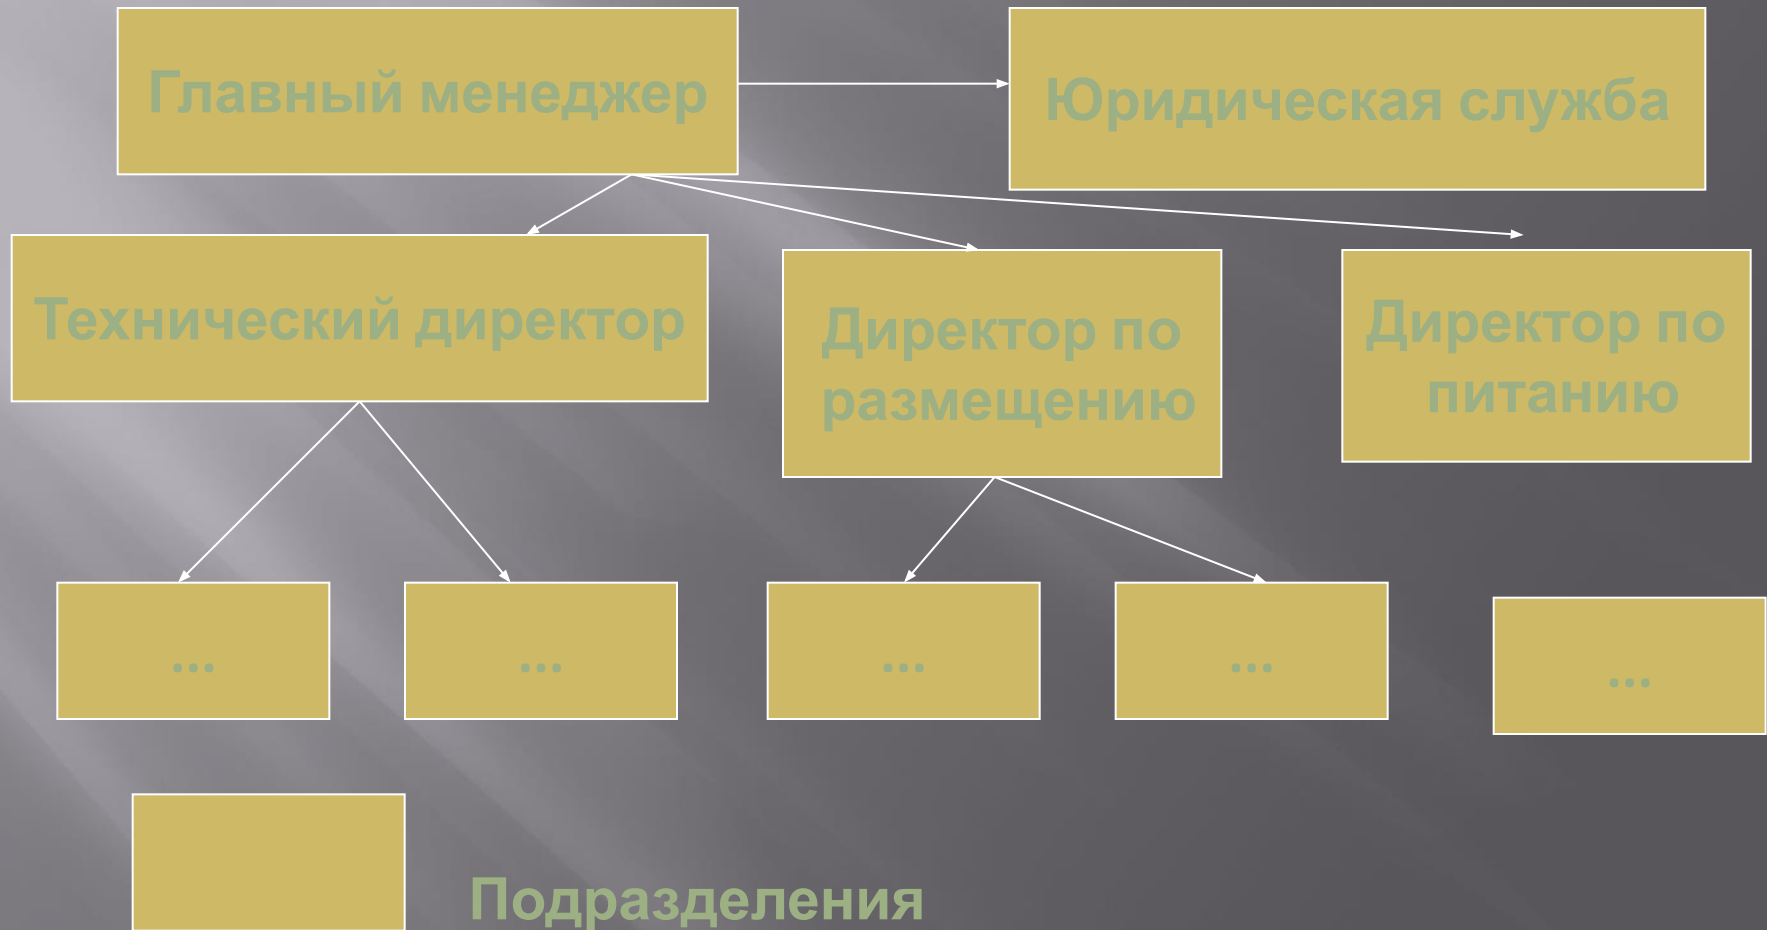 Главный менеджер
Юридическая служба
Технический директор
Директор по
размещению
Директор по
питанию
...
...
...
...
...
Подразделения